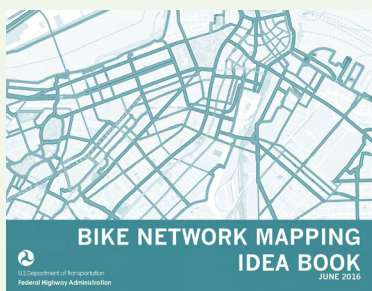 BIKE NETWORK MAPPING
IDEA BOOK
JUNE 2016
U.S. Department of Transportation
Federal Highway Administration